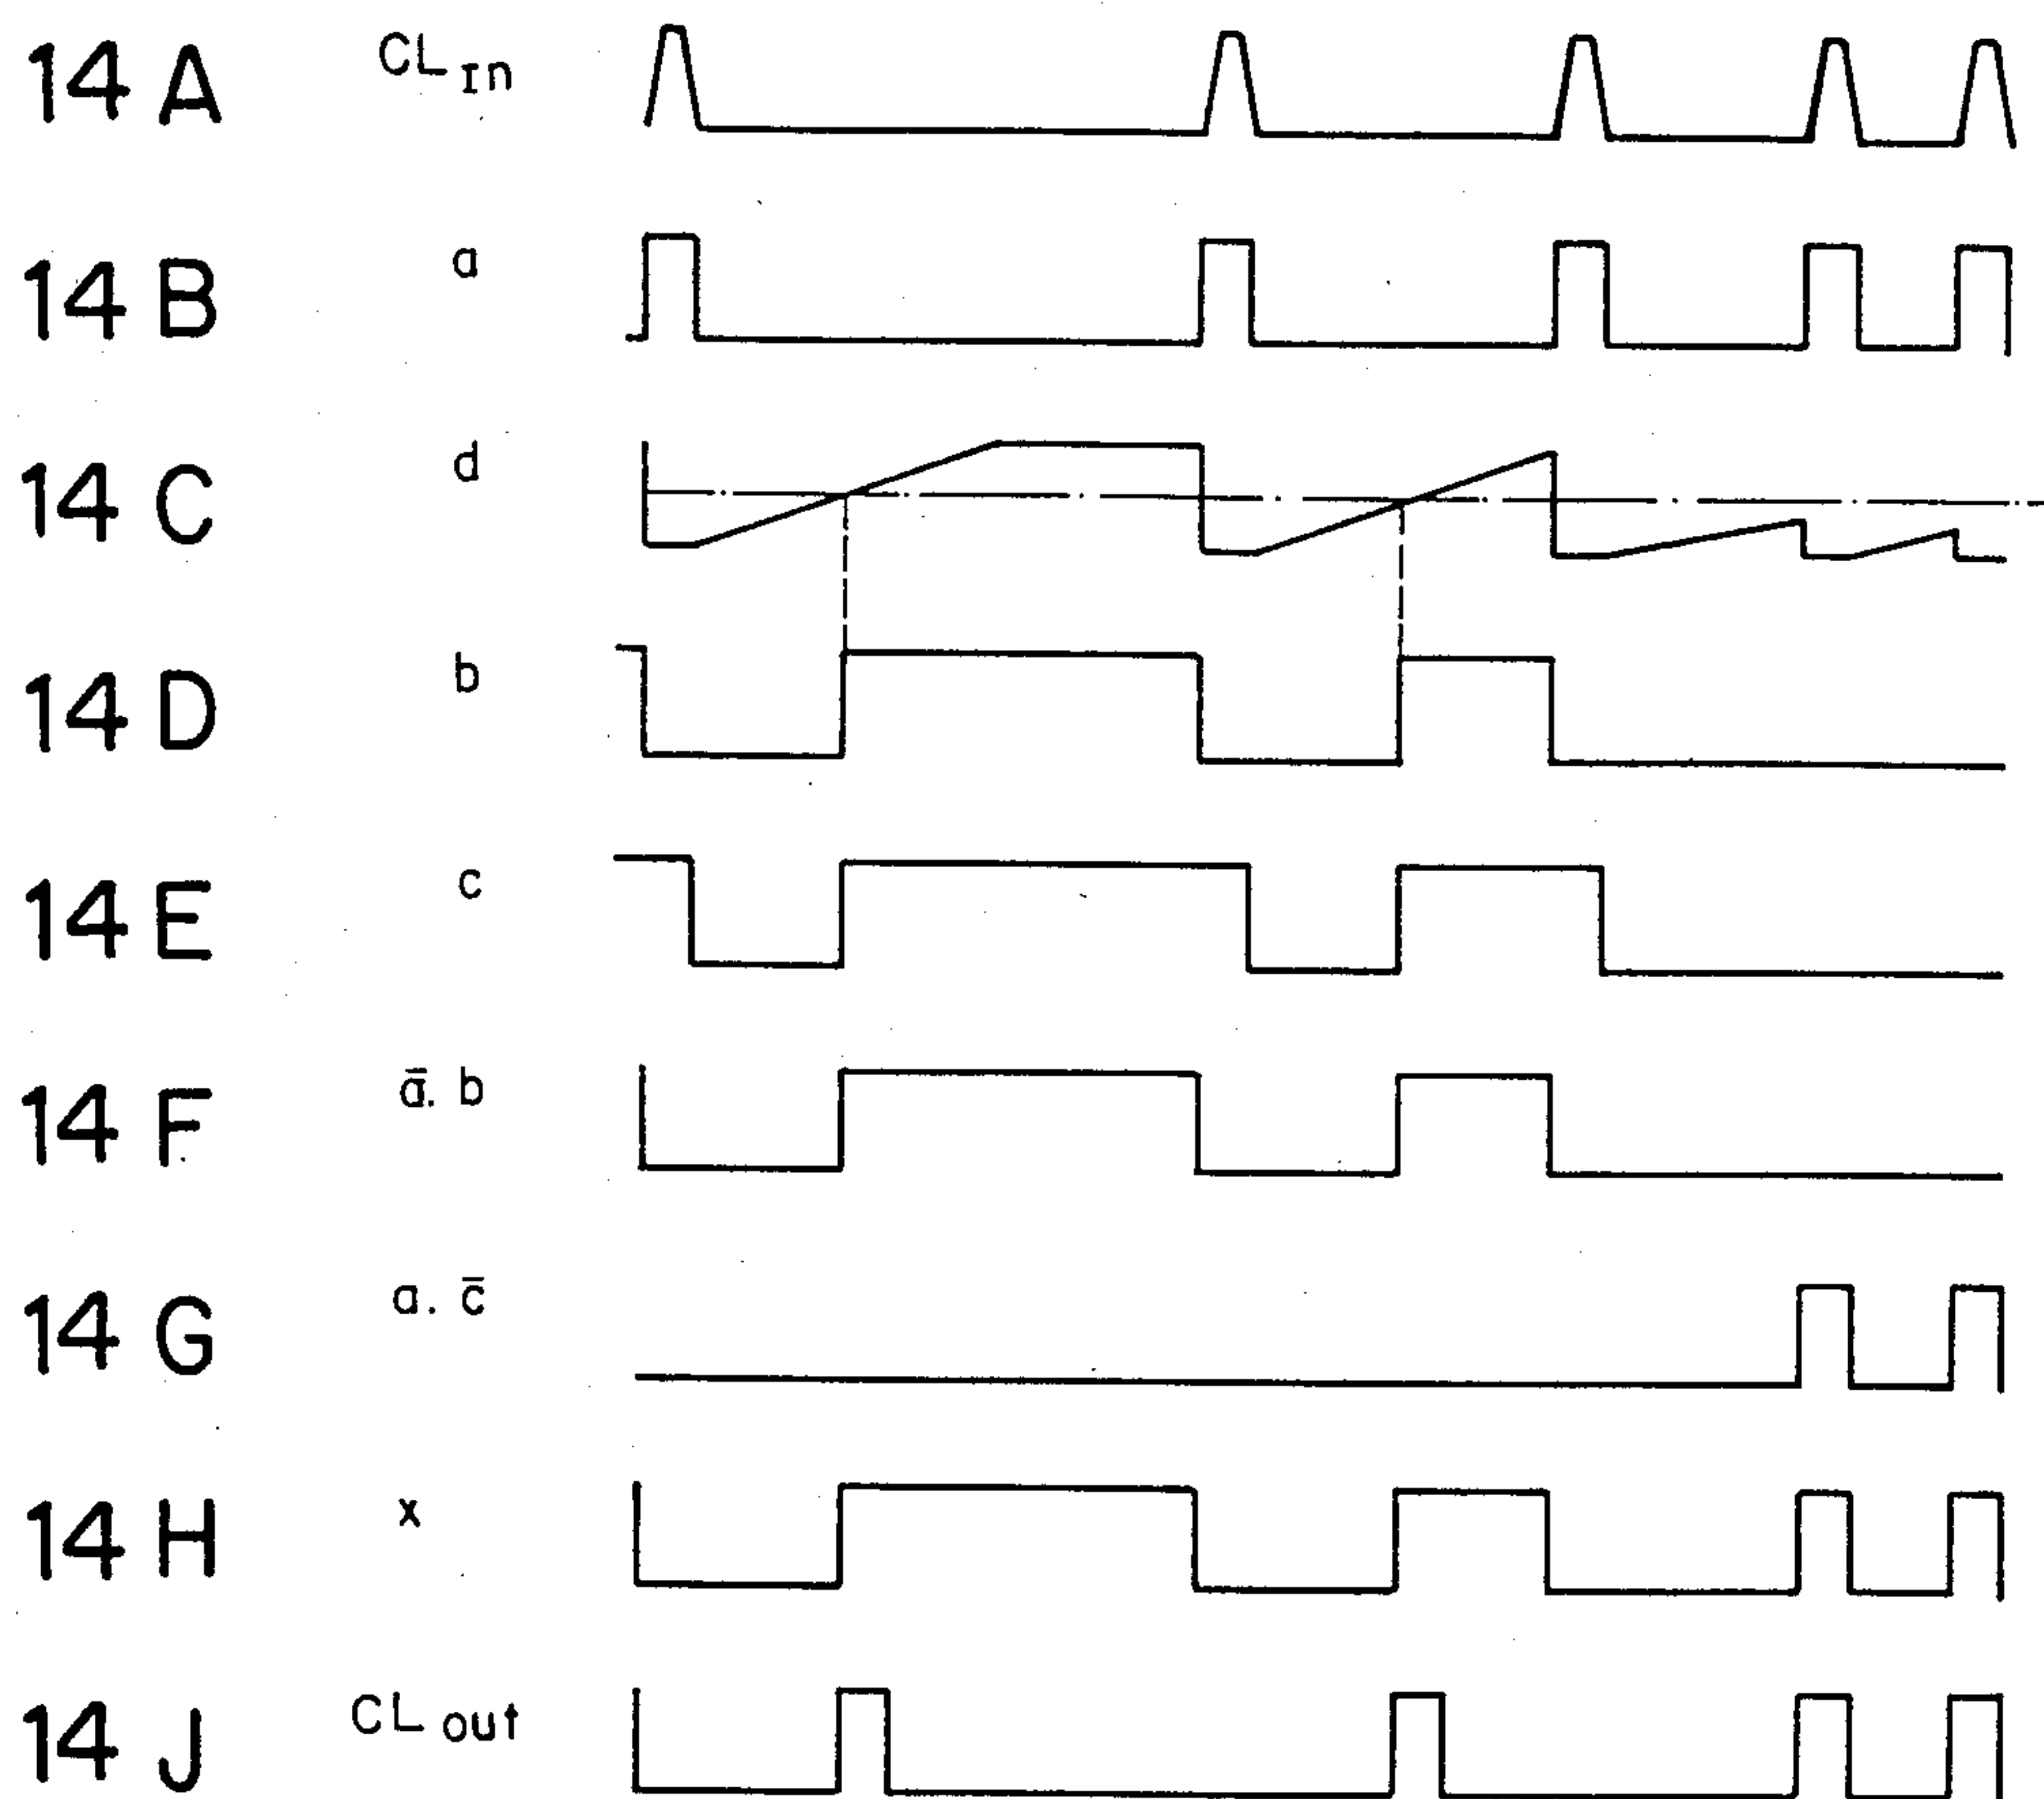 14 A CL In
14 B a
14 C d
14 D b
14 E c
14 F ā. b
14 G a. c̄
14 H x
14 J CL out